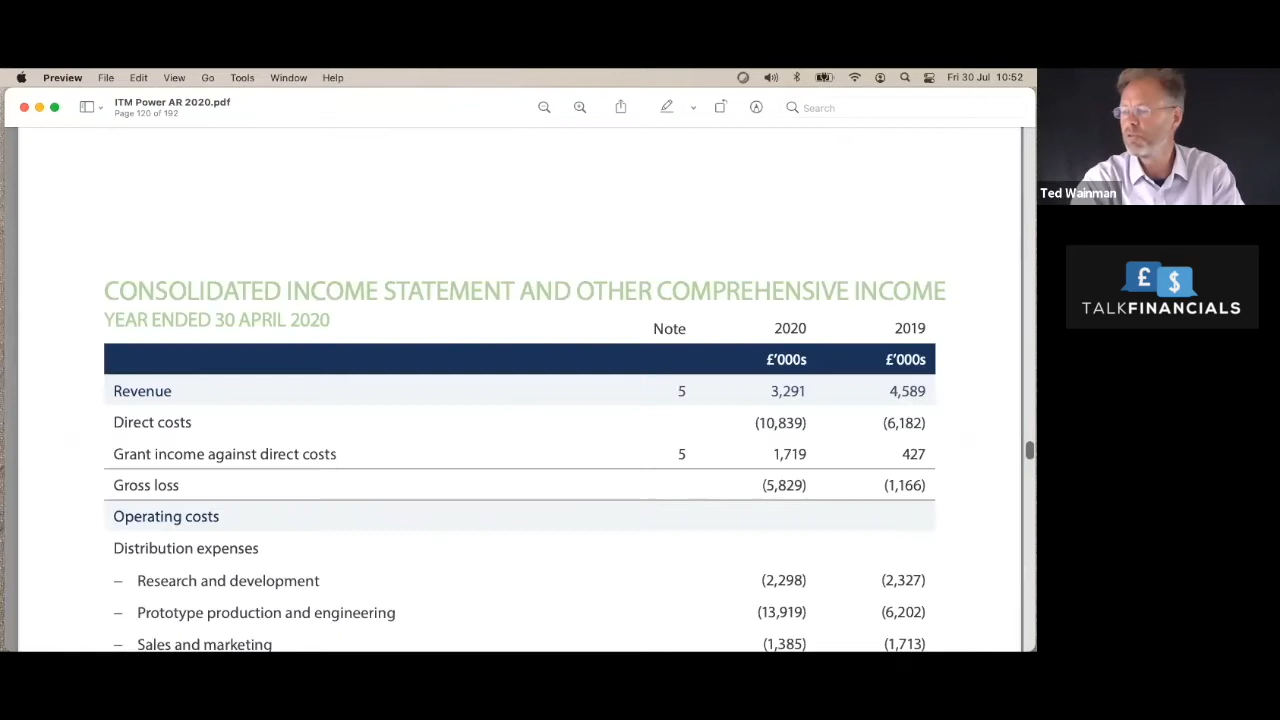 Preview File Edit View Go Tools Window Help Fri 30 Jul 10:52
ITM Power AR 2020.pdf
Page 120 of 192
Search
Ted Wainman
£ $
TALKFINANCIALS
CONSOLIDATED INCOME STATEMENT AND OTHER COMPREHENSIVE INCOME
YEAR ENDED 30 APRIL 2020
Note 2020 2019
£'000s £'000s
Revenue 5 3,291 4,589
Direct costs (10,839) (6,182)
Grant income against direct costs 5 1,719 427
Gross loss (5,829) (1,166)
Operating costs
Distribution expenses
– Research and development (2,298) (2,327)
– Prototype production and engineering (13,919) (6,202)
– Sales and marketing (1,385) (1,713)